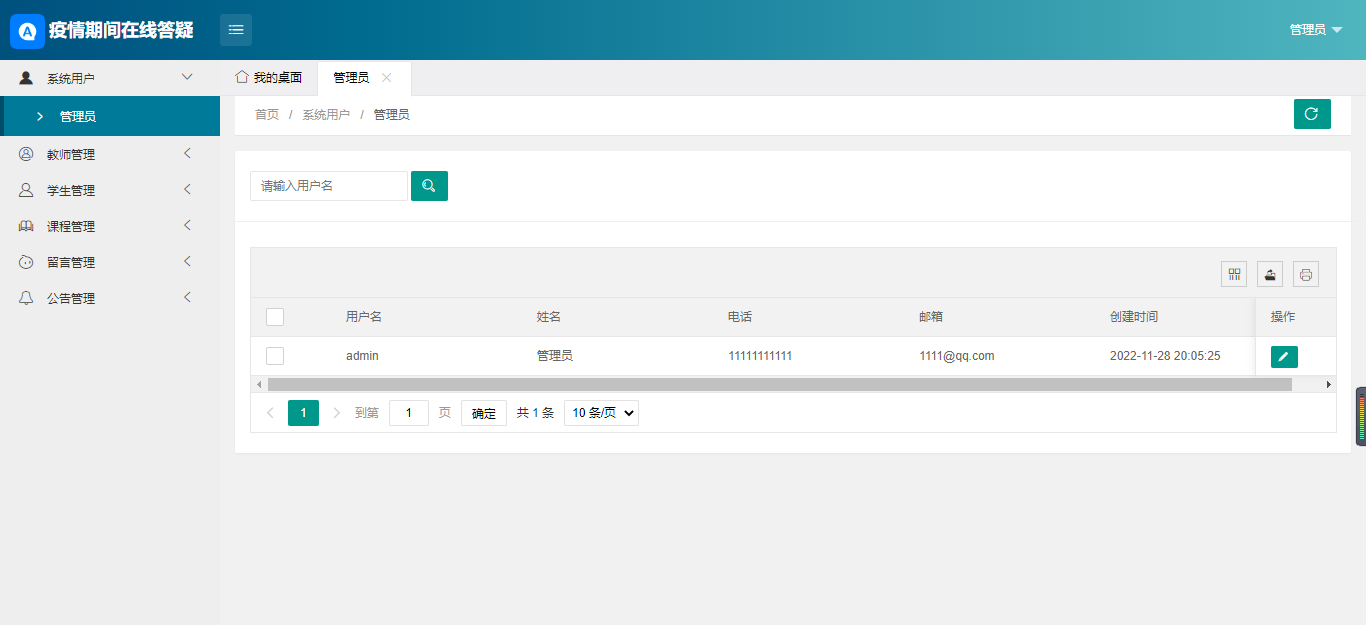 疫情期间在线答疑
管理员
系统用户
管理员
教师管理
学生管理
课程管理
留言管理
公告管理
我的桌面
管理员
首页 / 系统用户 / 管理员
请输入用户名
用户名 姓名 电话 邮箱 创建时间 操作
admin 管理员 11111111111 1111@qq.com 2022-11-28 20:05:25
1 到第 1 页 确定 共 1 条 10 条/页